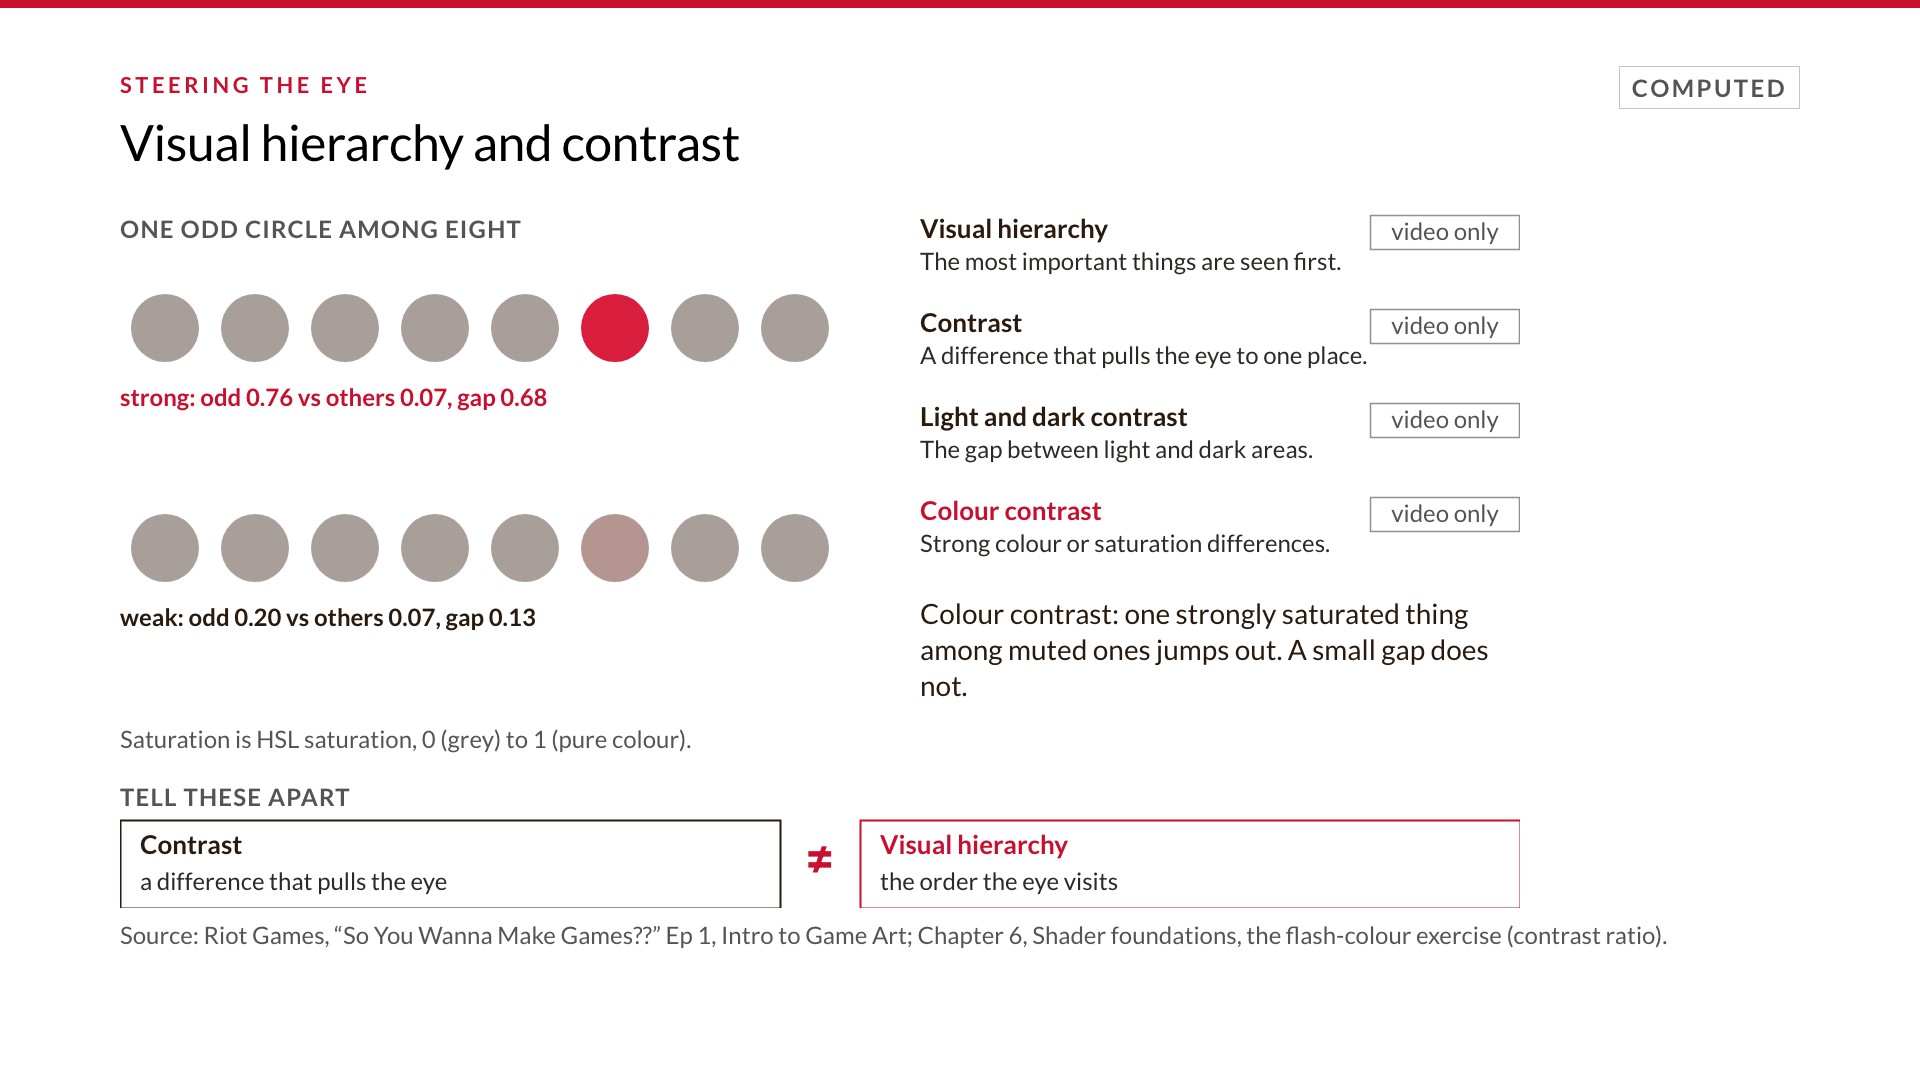 STEERING THE EYE
COMPUTED
Visual hierarchy and contrast
ONE ODD CIRCLE AMONG EIGHT
strong: odd 0.76 vs others 0.07, gap 0.68
weak: odd 0.20 vs others 0.07, gap 0.13
Saturation is HSL saturation, 0 (grey) to 1 (pure colour).
Visual hierarchy
video only
The most important things are seen first.
Contrast
video only
A difference that pulls the eye to one place.
Light and dark contrast
video only
The gap between light and dark areas.
Colour contrast
video only
Strong colour or saturation differences.
Colour contrast: one strongly saturated thing
among muted ones jumps out. A small gap does
not.
TELL THESE APART
Contrast
a difference that pulls the eye
≠
Visual hierarchy
the order the eye visits
Source: Riot Games, “So You Wanna Make Games??” Ep 1, Intro to Game Art; Chapter 6, Shader foundations, the flash-colour exercise (contrast ratio).